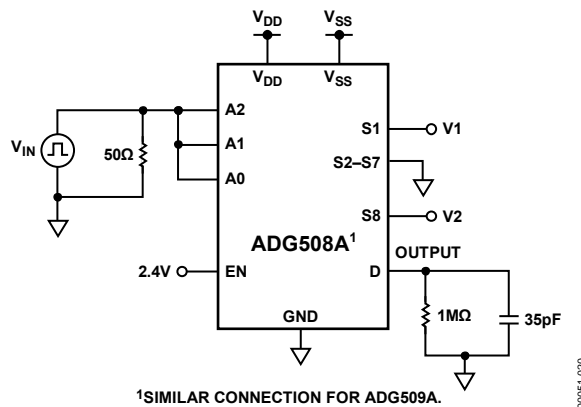 VDD VSS
VDD VSS
A2
A1
A0
VIN
50Ω
S1 V1
S2–S7
S8 V2
ADG508A1
OUTPUT
2.4V EN D
1MΩ 35pF
GND
1SIMILAR CONNECTION FOR ADG509A.